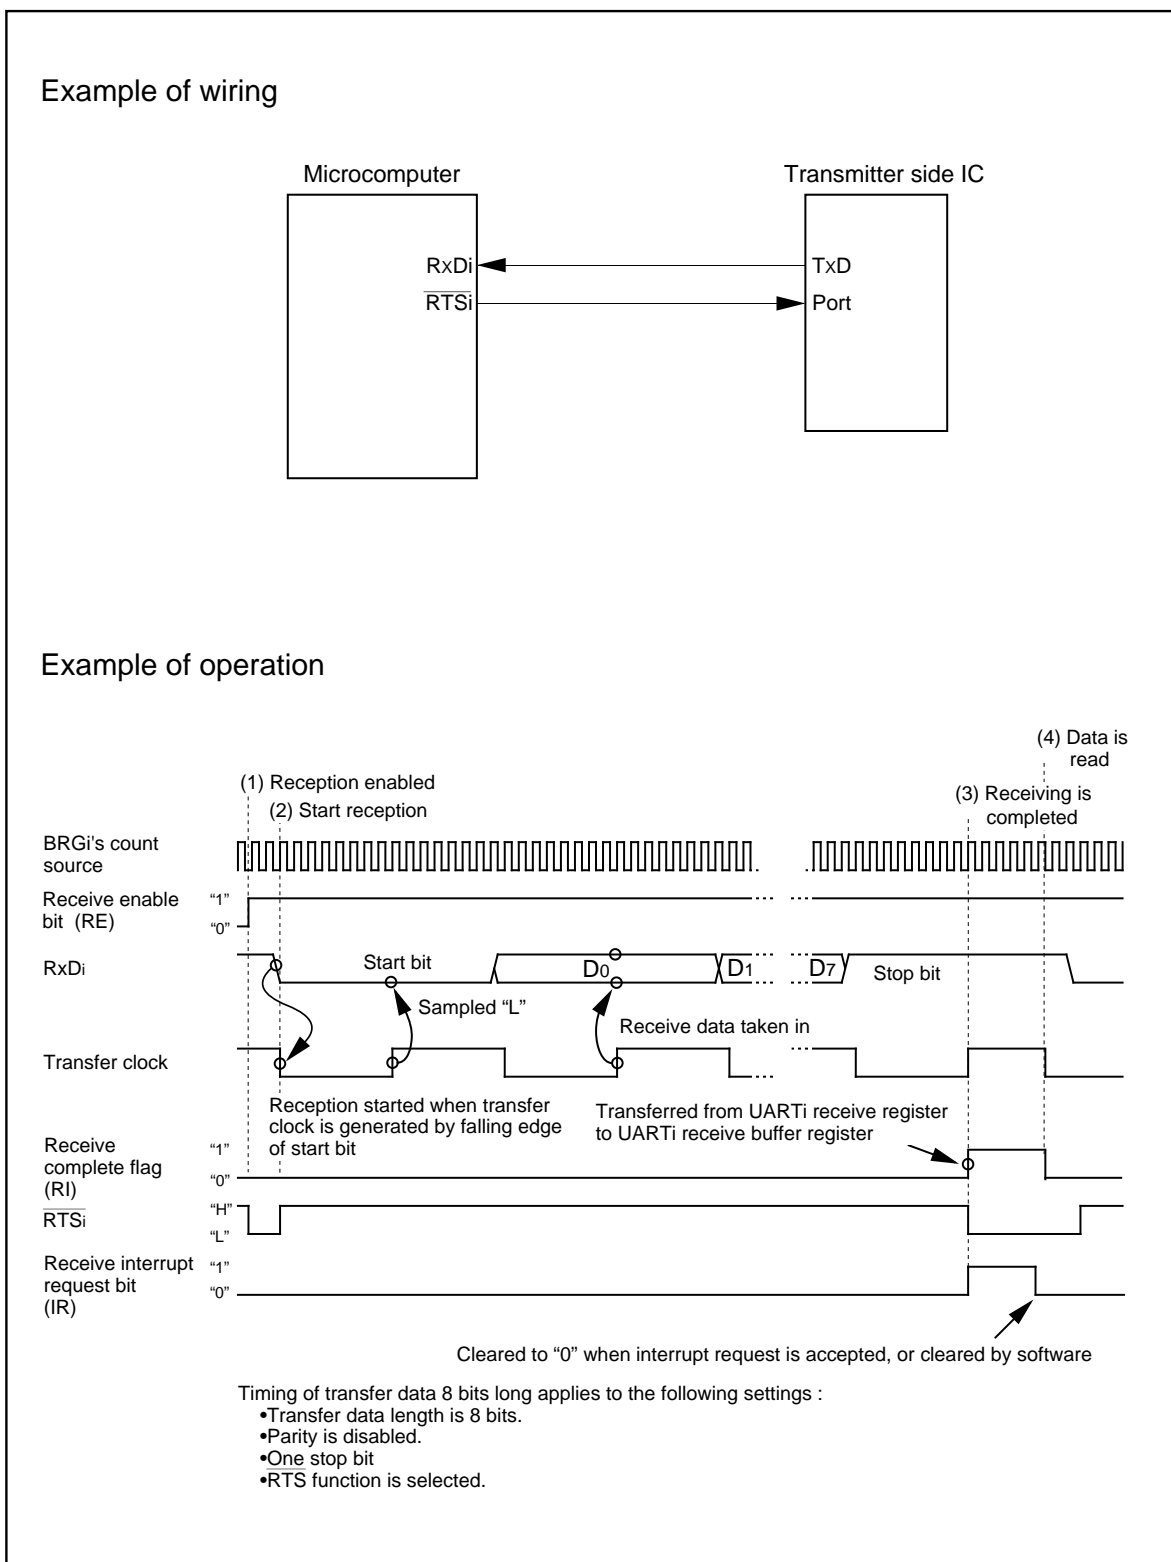 Example of wiring
Microcomputer
Transmitter side IC
RxDi
TxD
RTSi
Port
Example of operation
(4) Data is
read
(1) Reception enabled
(3) Receiving is
completed
(2) Start reception
BRGi's count
source
Receive enable
bit (RE)
“1”
“0”
RxDi
Start bit
D0
D1
D7
Stop bit
Sampled “L”
Receive data taken in
Transfer clock
Reception started when transfer
clock is generated by falling edge
of start bit
Transferred from UARTi receive register
to UARTi receive buffer register
Receive
complete flag
(RI)
“1”
“0”
RTSi
“H”
“L”
Receive interrupt
request bit
(IR)
“1”
“0”
Cleared to “0” when interrupt request is accepted, or cleared by software
Timing of transfer data 8 bits long applies to the following settings :
•Transfer data length is 8 bits.
•Parity is disabled.
•One stop bit
•RTS function is selected.